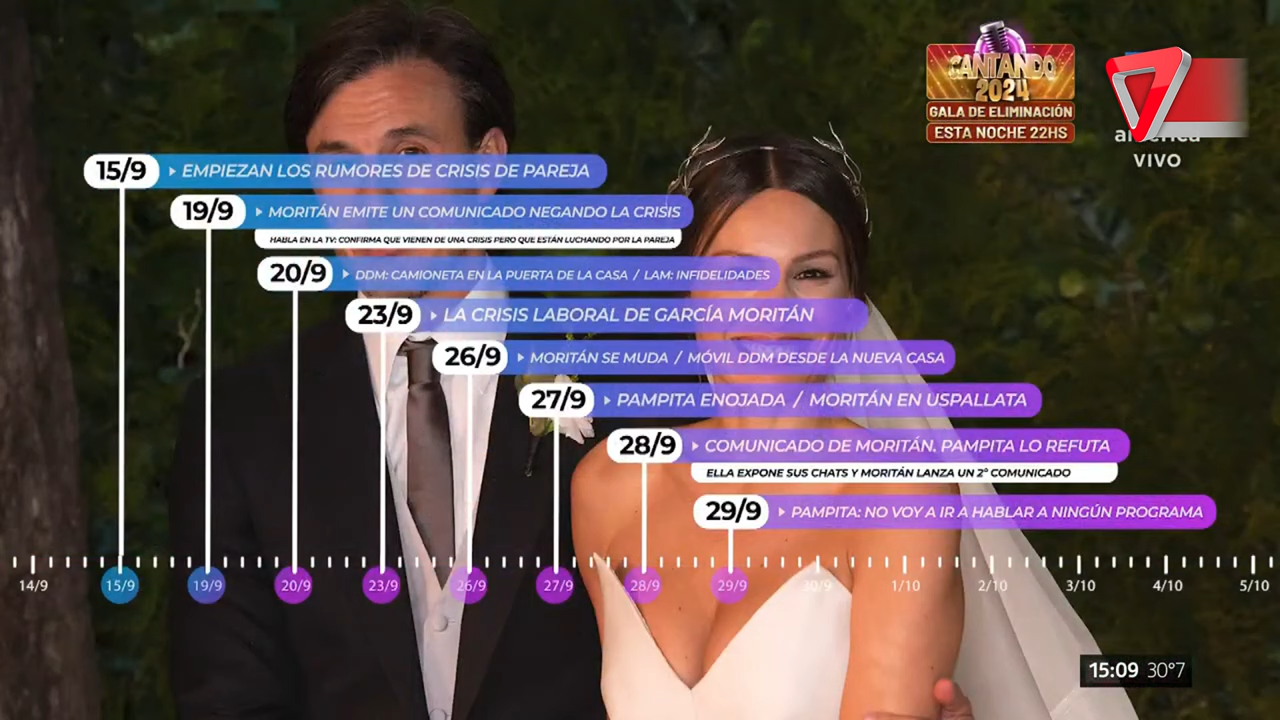 CANTANDO
2024
GALA DE ELIMINACIÓN
ESTA NOCHE 22HS
VIVO
15/9 EMPIEZAN LOS RUMORES DE CRISIS DE PAREJA
19/9 MORITÁN EMITE UN COMUNICADO NEGANDO LA CRISIS
HABLA EN LA TV: CONFIRMA QUE VIENEN DE UNA CRISIS PERO QUE ESTÁN LUCHANDO POR LA PAREJA
20/9 DDM: CAMIONETA EN LA PUERTA DE LA CASA / LAM: INFIDELIDADES
23/9 LA CRISIS LABORAL DE GARCÍA MORITÁN
26/9 MORITÁN SE MUDA / MÓVIL DDM DESDE LA NUEVA CASA
27/9 PAMPITA ENOJADA / MORITÁN EN USPALLATA
28/9 COMUNICADO DE MORITÁN. PAMPITA LO REFUTA
ELLA EXPONE SUS CHATS Y MORITÁN LANZA UN 2º COMUNICADO
29/9 PAMPITA: NO VOY A IR A HABLAR A NINGÚN PROGRAMA
14/9 15/9 19/9 20/9 23/9 26/9 27/9 28/9 29/9 30/9 1/10 2/10 3/10 4/10 5/10
15:09 30°7